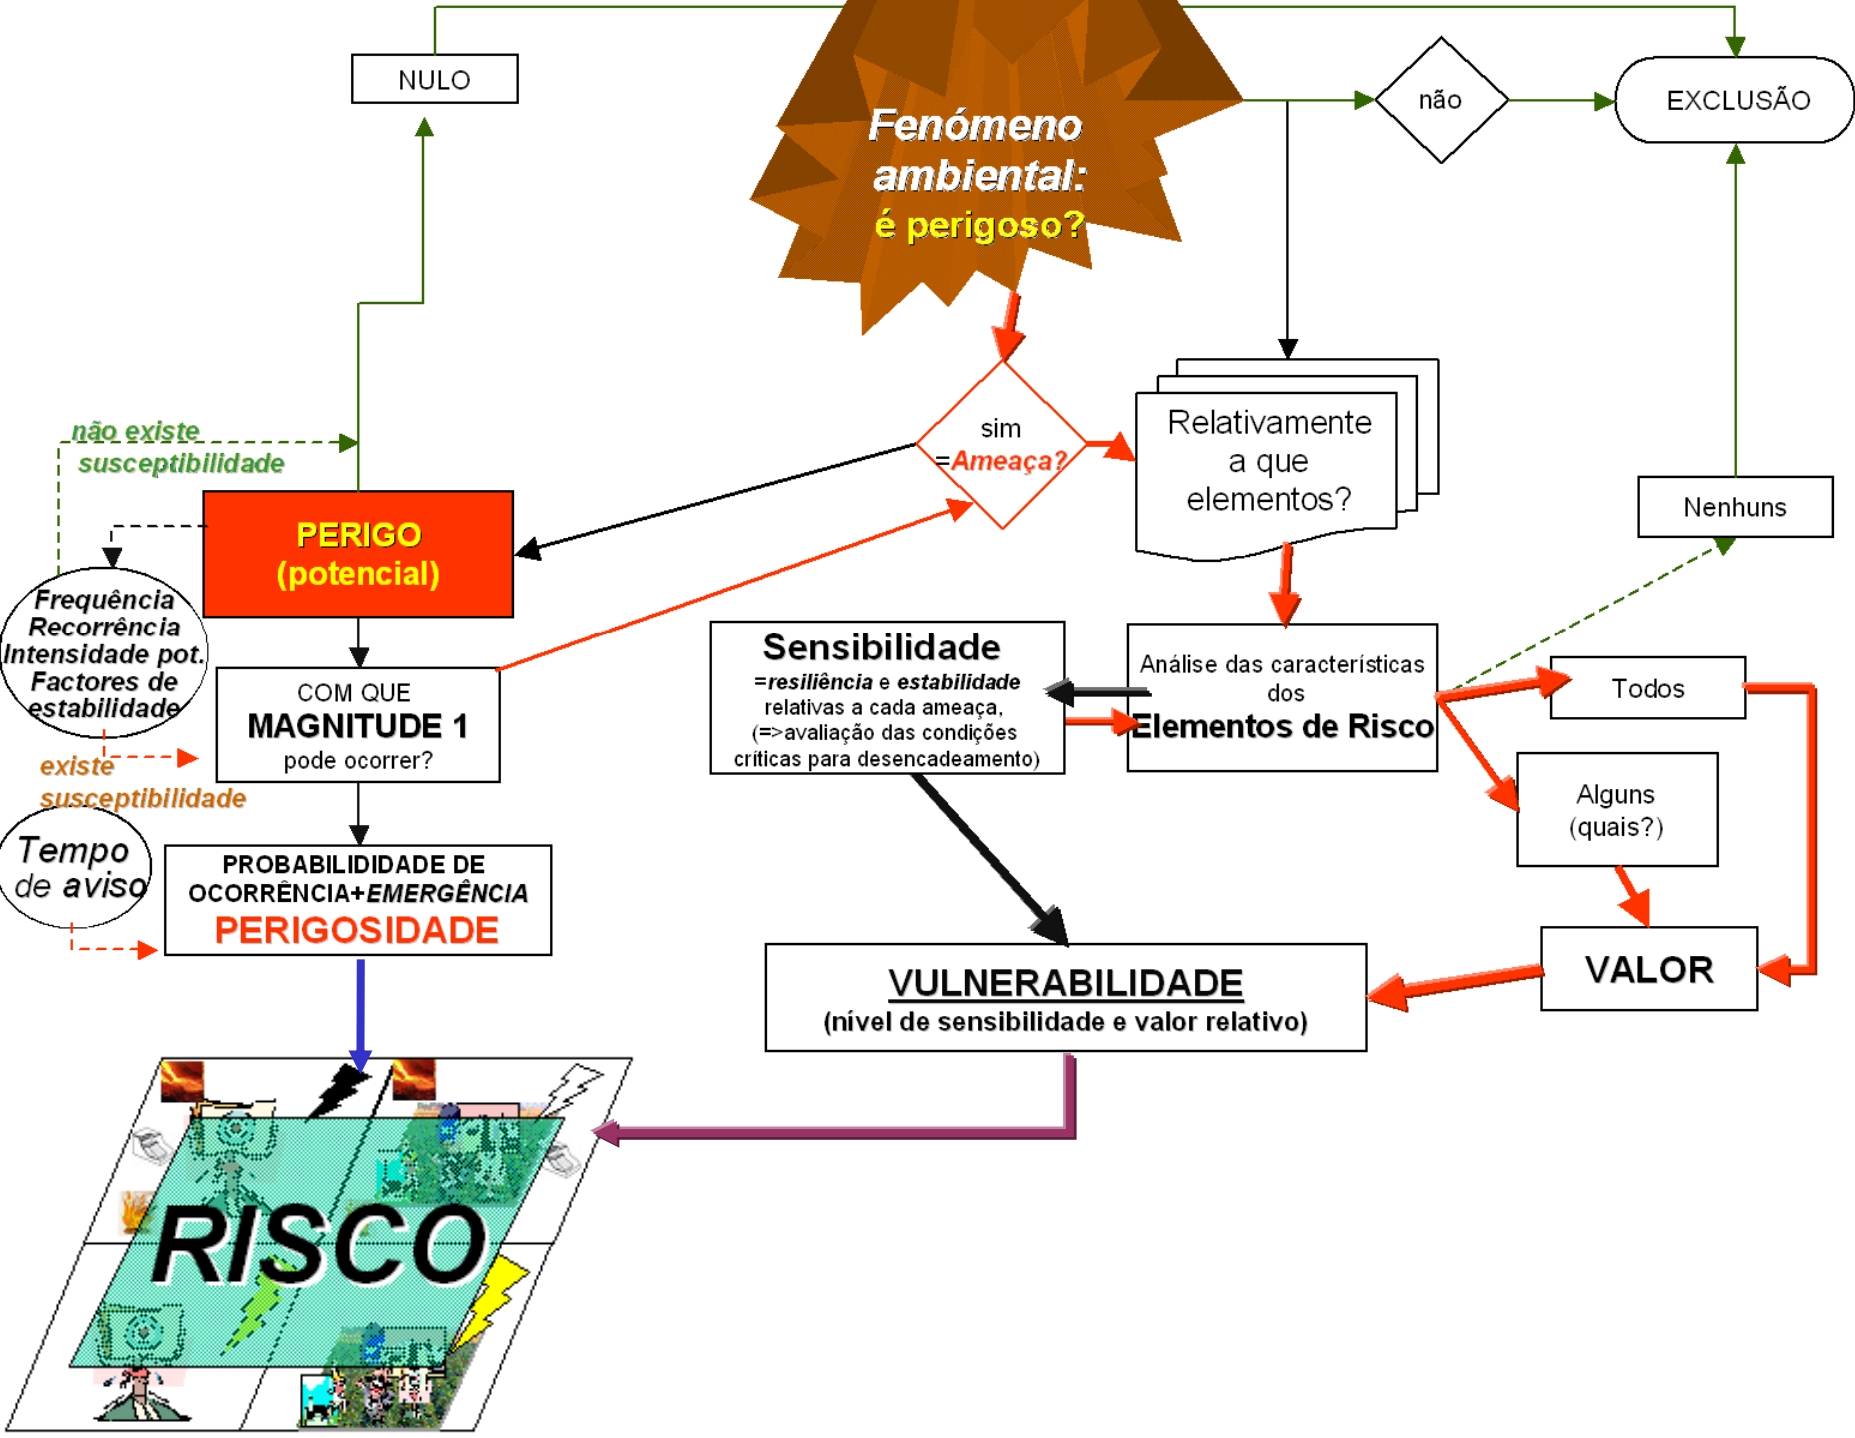 NULO
Fenómeno
ambiental:
é perigoso?
não
EXCLUSÃO
não existe
susceptibilidade
sim
=Ameaça?
Relativamente
a que
elementos?
Nenhuns
PERIGO
(potencial)
Frequência
Recorrência
Intensidade pot.
Factores de
estabilidade
COM QUE
MAGNITUDE 1
pode ocorrer?
Sensibilidade
=resiliência e estabilidade
relativas a cada ameaça,
(=>avaliação das condições
críticas para desencadeamento)
Análise das características
dos
Elementos de Risco
Todos
Alguns
(quais?)
existe
susceptibilidade
Tempo
de aviso
PROBABILIDIDADE DE
OCORRÊNCIA+EMERGÊNCIA
PERIGOSIDADE
VULNERABILIDADE
(nível de sensibilidade e valor relativo)
VALOR
RISCO